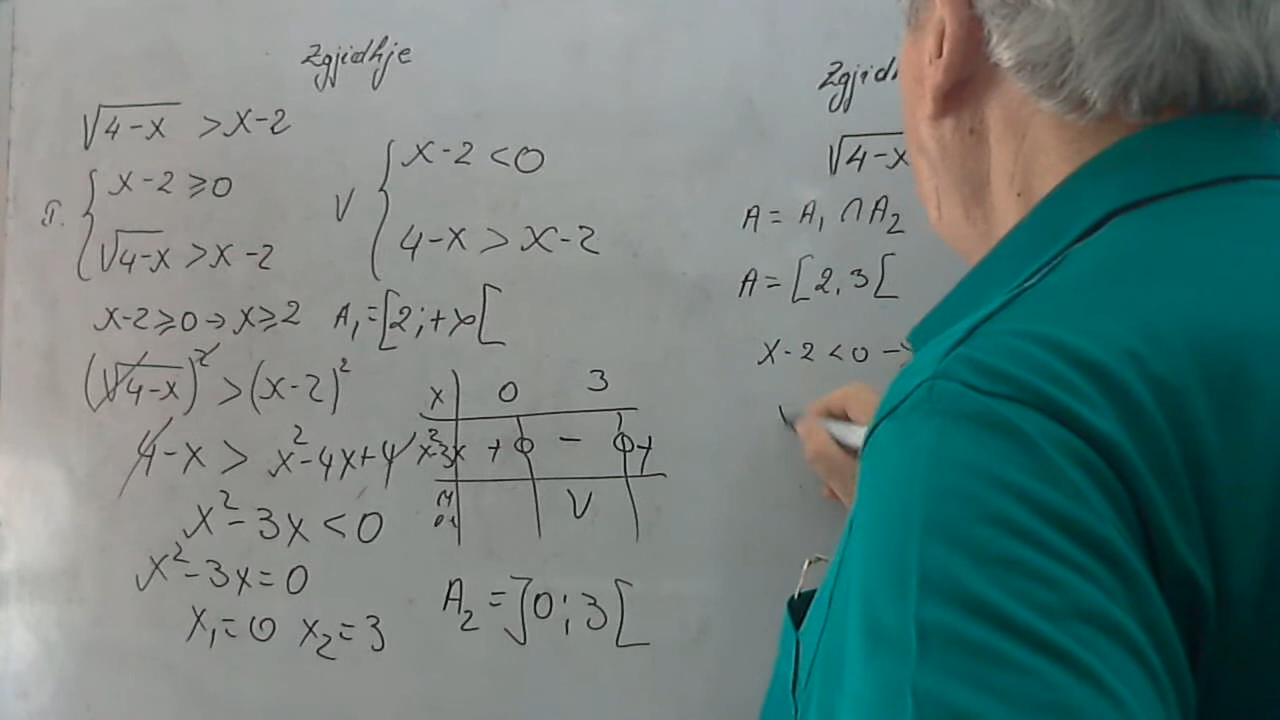 Zgjidhje
√4-x > x-2
I. { x-2 ≥ 0
√4-x > x-2
V { x-2 < 0
4-x > x-2
x-2 ≥ 0 → x ≥ 2 A₁ = [2; +∞[
(√4-x)² > (x-2)²
4-x > x²-4x+4
x²-3x < 0
x²-3x = 0
x₁ = 0 x₂ = 3
x | 0 3
x²-3x | + 0 - 0 +
V
A₂ = ]0; 3[
√4-x
A = A₁ ∩ A₂
A = [2, 3[
x-2 < 0 →